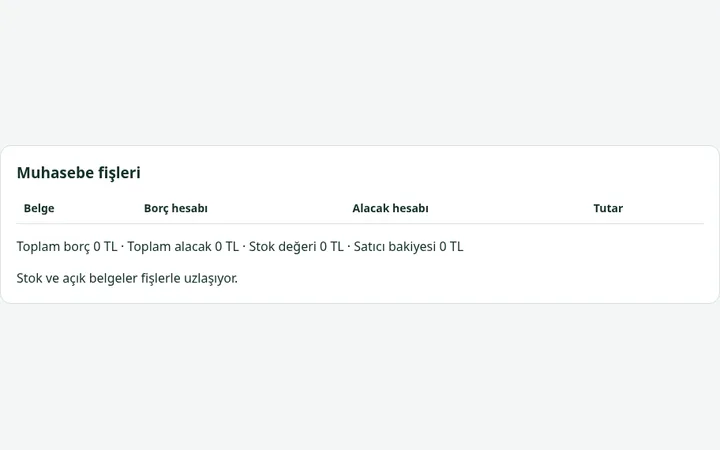 Muhasebe fişleri
Belge Borç hesabı Alacak hesabı Tutar
Toplam borç 0 TL · Toplam alacak 0 TL · Stok değeri 0 TL · Satıcı bakiyesi 0 TL
Stok ve açık belgeler fişlerle uzlaşıyor.